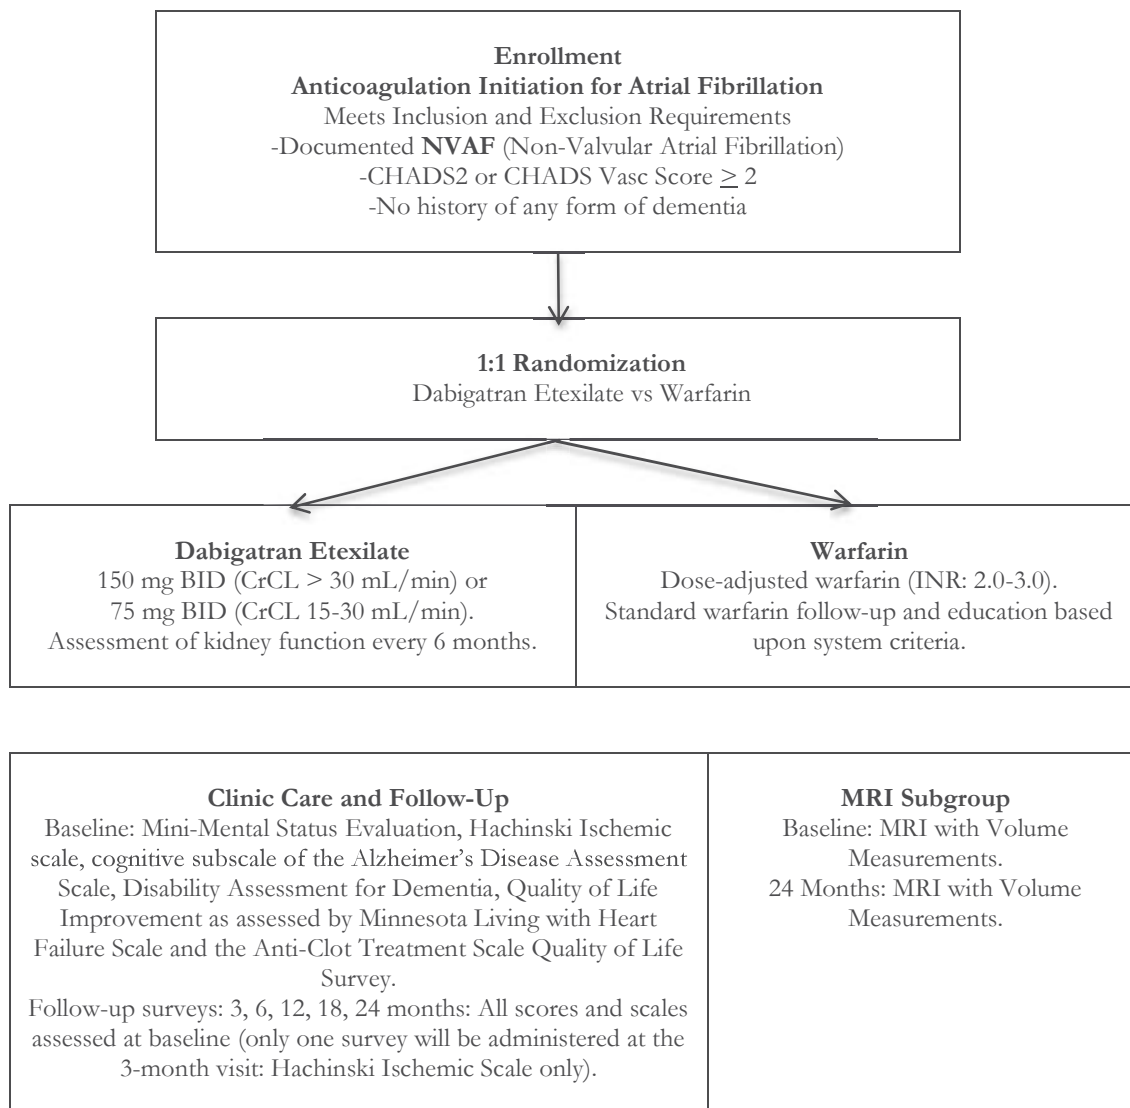 Enrollment
Anticoagulation Initiation for Atrial Fibrillation
Meets Inclusion and Exclusion Requirements
-Documented NVAF (Non-Valvular Atrial Fibrillation)
-CHADS2 or CHADS Vasc Score ≥ 2
-No history of any form of dementia
1:1 Randomization
Dabigatran Etexilate vs Warfarin
Dabigatran Etexilate
150 mg BID (CrCL > 30 mL/min) or
75 mg BID (CrCL 15-30 mL/min).
Assessment of kidney function every 6 months.
Warfarin
Dose-adjusted warfarin (INR: 2.0-3.0).
Standard warfarin follow-up and education based
upon system criteria.
Clinic Care and Follow-Up
Baseline: Mini-Mental Status Evaluation, Hachinski Ischemic
scale, cognitive subscale of the Alzheimer's Disease Assessment
Scale, Disability Assessment for Dementia, Quality of Life
Improvement as assessed by Minnesota Living with Heart
Failure Scale and the Anti-Clot Treatment Scale Quality of Life
Survey.
Follow-up surveys: 3, 6, 12, 18, 24 months: All scores and scales
assessed at baseline (only one survey will be administered at the
3-month visit: Hachinski Ischemic Scale only).
MRI Subgroup
Baseline: MRI with Volume
Measurements.
24 Months: MRI with Volume
Measurements.